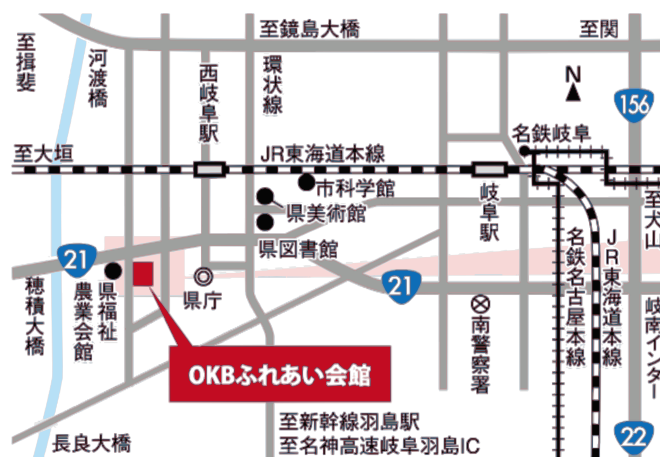 至鏡島大橋
至関
至揖斐
河渡橋
西岐阜駅
環状線
N
156
名鉄岐阜
至大垣
JR東海道本線
市科学館
県美術館
岐阜駅
至犬山
県図書館
21
穂積大橋
農業会館
県福祉
県庁
21
南警察署
名鉄名古屋本線
JR東海道本線
岐南インター
OKBふれあい会館
長良大橋
至新幹線羽島駅
至名神高速岐阜羽島IC
22